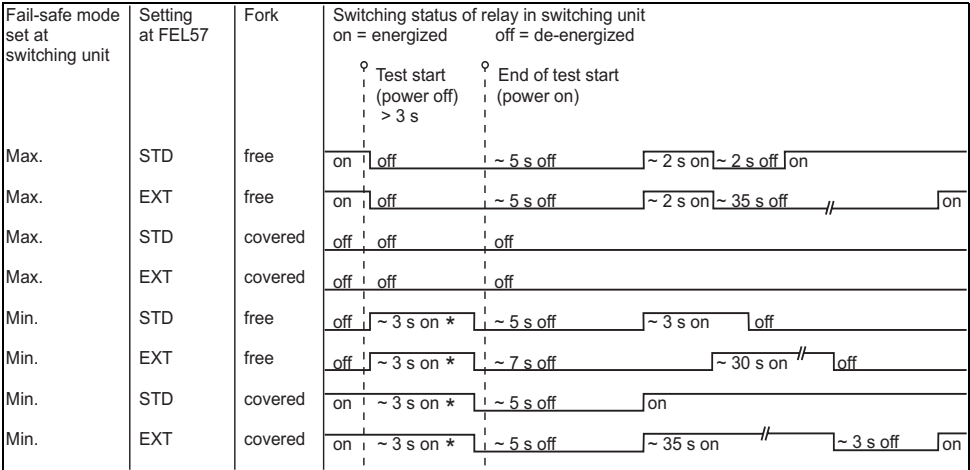 Fail-safe mode set at switching unit
Setting at FEL57
Fork
Switching status of relay in switching unit
on = energized off = de-energized
Test start (power off) > 3 s
End of test start (power on)
Max. STD free on off ~ 5 s off ~ 2 s on ~ 2 s off on
Max. EXT free on off ~ 5 s off ~ 2 s on ~ 35 s off on
Max. STD covered off off off
Max. EXT covered off off off
Min. STD free off ~ 3 s on * ~ 5 s off ~ 3 s on off
Min. EXT free off ~ 3 s on * ~ 7 s off ~ 30 s on off
Min. STD covered on ~ 3 s on * ~ 5 s off on
Min. EXT covered on ~ 3 s on * ~ 5 s off ~ 35 s on ~ 3 s off on